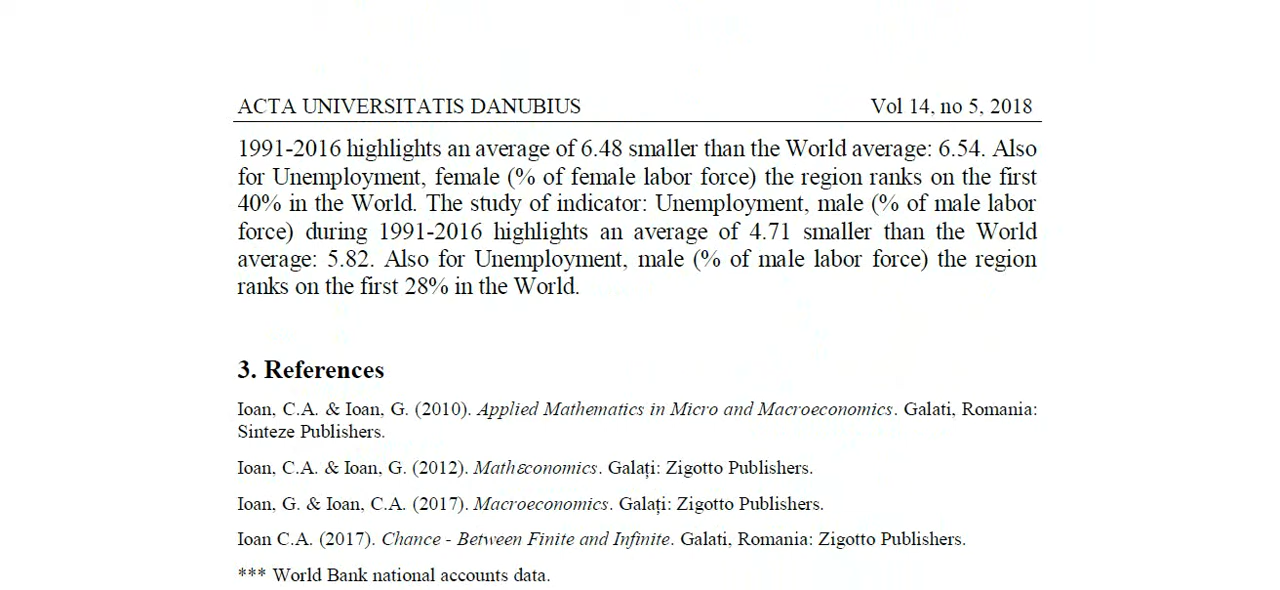 ACTA UNIVERSITATIS DANUBIUS Vol 14, no 5, 2018
1991-2016 highlights an average of 6.48 smaller than the World average: 6.54. Also
for Unemployment, female (% of female labor force) the region ranks on the first
40% in the World. The study of indicator: Unemployment, male (% of male labor
force) during 1991-2016 highlights an average of 4.71 smaller than the World
average: 5.82. Also for Unemployment, male (% of male labor force) the region
ranks on the first 28% in the World.
3. References
Ioan, C.A. & Ioan, G. (2010). Applied Mathematics in Micro and Macroeconomics. Galati, Romania:
Sinteze Publishers.
Ioan, C.A. & Ioan, G. (2012). Mathεconomics. Galaţi: Zigotto Publishers.
Ioan, G. & Ioan, C.A. (2017). Macroeconomics. Galaţi: Zigotto Publishers.
Ioan C.A. (2017). Chance - Between Finite and Infinite. Galati, Romania: Zigotto Publishers.
*** World Bank national accounts data.